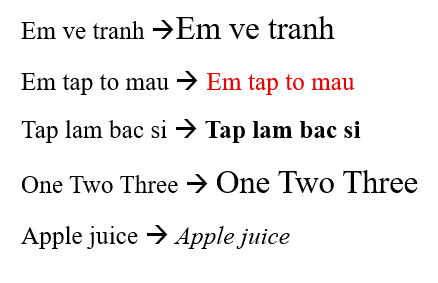 Em ve tranh →Em ve tranh
Em tap to mau → Em tap to mau
Tap lam bac si → Tap lam bac si
One Two Three → One Two Three
Apple juice → Apple juice